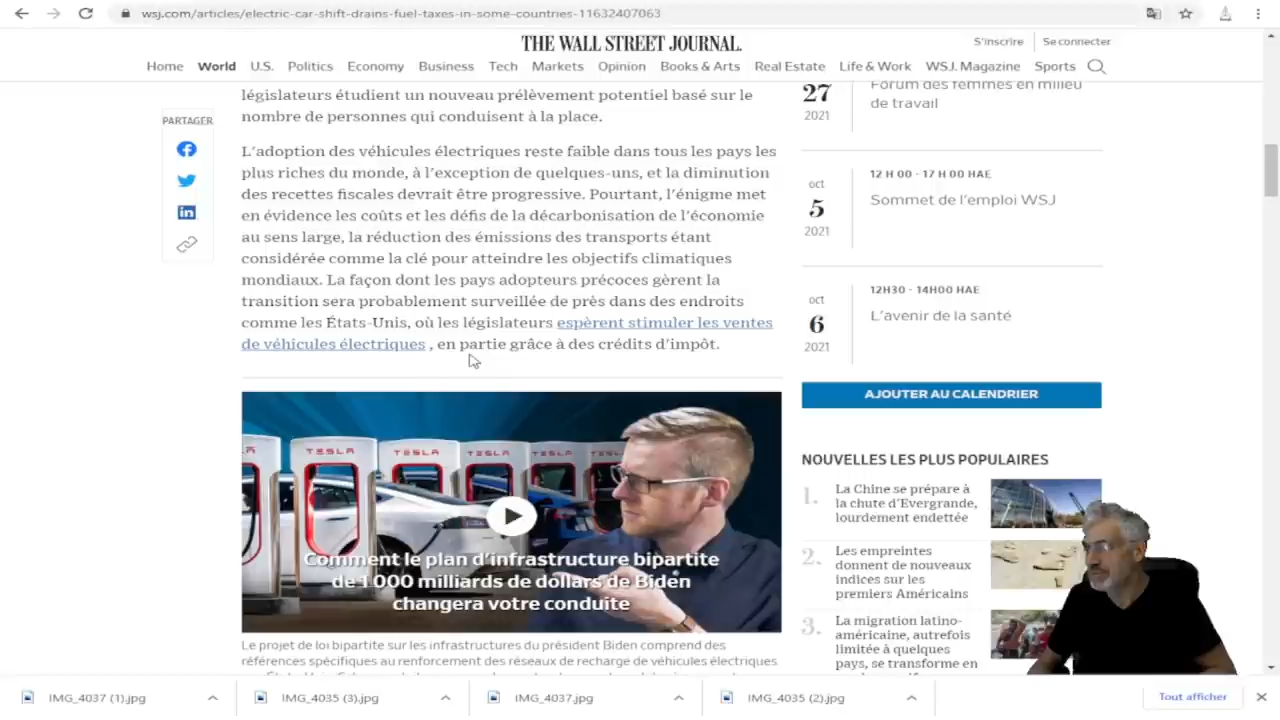 wsj.com/articles/electric-car-shift-drains-fuel-taxes-in-some-countries-11632407063
THE WALL STREET JOURNAL.
S'inscrire
Se connecter
Home World U.S. Politics Economy Business Tech Markets Opinion Books & Arts Real Estate Life & Work WSJ. Magazine Sports
PARTAGER
législateurs étudient un nouveau prélèvement potentiel basé sur le
nombre de personnes qui conduisent à la place.
L'adoption des véhicules électriques reste faible dans tous les pays les
plus riches du monde, à l'exception de quelques-uns, et la diminution
des recettes fiscales devrait être progressive. Pourtant, l'énigme met
en évidence les coûts et les défis de la décarbonisation de l'économie
au sens large, la réduction des émissions des transports étant
considérée comme la clé pour atteindre les objectifs climatiques
mondiaux. La façon dont les pays adopteurs précoces gèrent la
transition sera probablement surveillée de près dans des endroits
comme les États-Unis, où les législateurs espèrent stimuler les ventes
de véhicules électriques , en partie grâce à des crédits d'impôt.
TESLA TESLA TESLA TESLA TESLA
Comment le plan d'infrastructure bipartite
de 1 000 milliards de dollars de Biden
changera votre conduite
Le projet de loi bipartite sur les infrastructures du président Biden comprend des
références spécifiques au renforcement des réseaux de recharge de véhicules électriques
27
2021
Forum des femmes en milieu
de travail
oct
5
2021
12 H 00 - 17 H 00 HAE
Sommet de l'emploi WSJ
oct
6
2021
12H30 - 14H00 HAE
L'avenir de la santé
AJOUTER AU CALENDRIER
NOUVELLES LES PLUS POPULAIRES
1.
La Chine se prépare à
la chute d'Evergrande,
lourdement endettée
2.
Les empreintes
donnent de nouveaux
indices sur les
premiers Américains
3.
La migration latino-
américaine, autrefois
limitée à quelques
pays, se transforme en
IMG_4037 (1).jpg
IMG_4035 (3).jpg
IMG_4037.jpg
IMG_4035 (2).jpg
Tout afficher